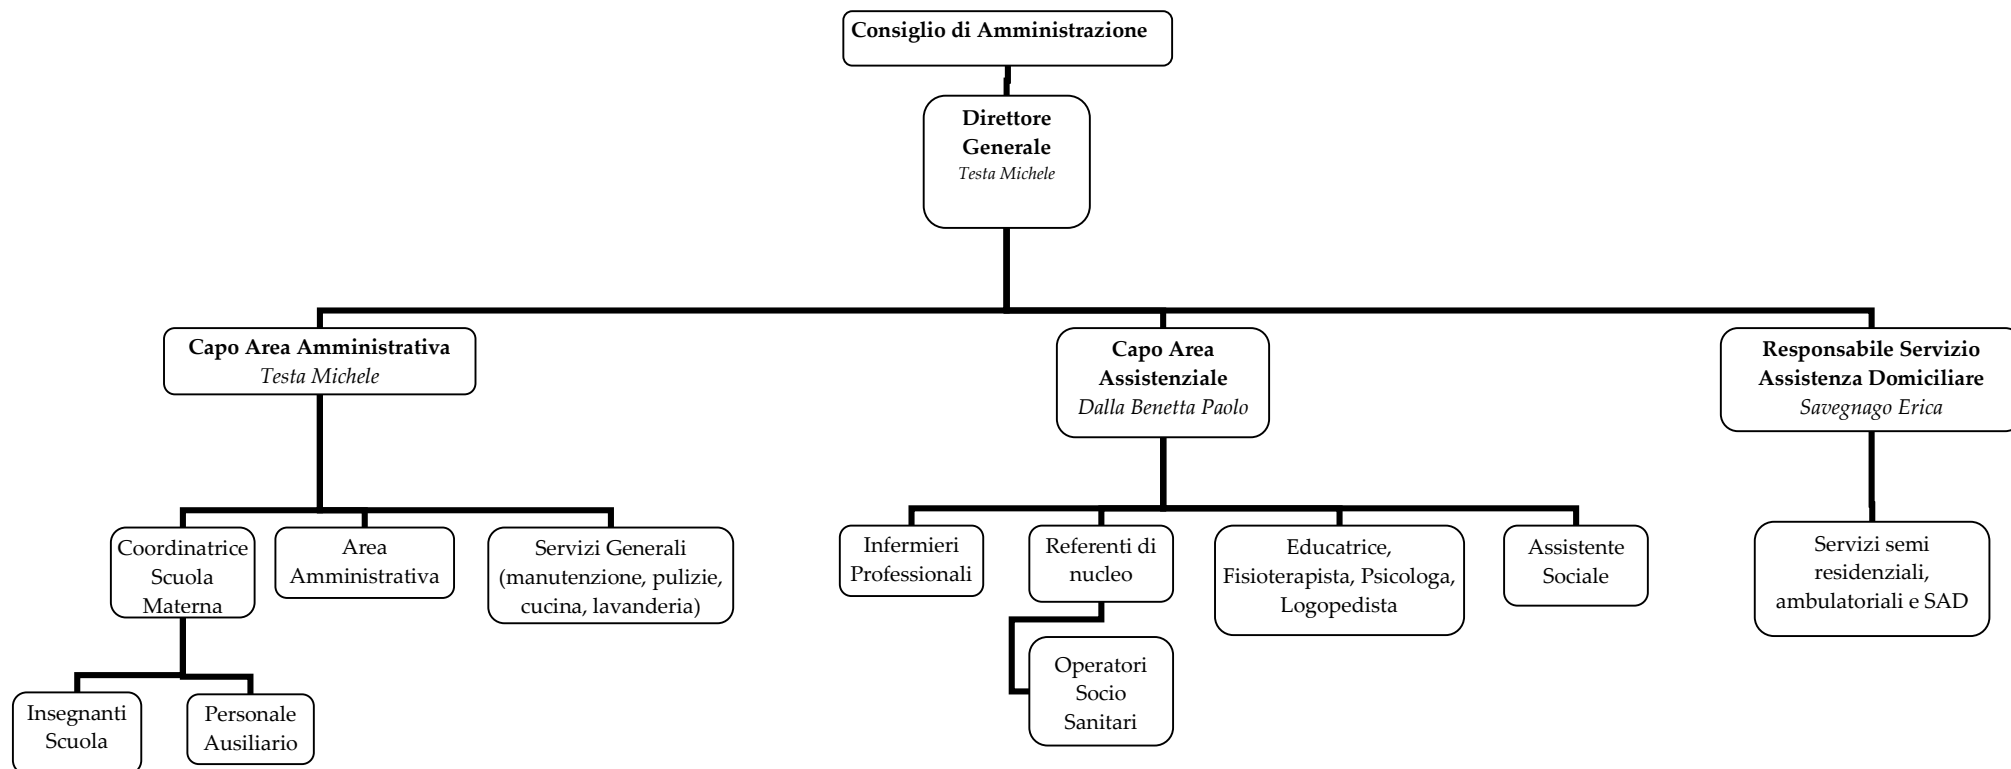 Consiglio di Amministrazione
Direttore
Generale
Testa Michele
Capo Area Amministrativa
Testa Michele
Capo Area
Assistenziale
Dalla Benetta Paolo
Responsabile Servizio
Assistenza Domiciliare
Savegnago Erica
Coordinatrice
Scuola
Materna
Area
Amministrativa
Servizi Generali
(manutenzione, pulizie,
cucina, lavanderia)
Infermieri
Professionali
Referenti di
nucleo
Educatrice,
Fisioterapista, Psicologa,
Logopedista
Assistente
Sociale
Servizi semi
residenziali,
ambulatoriali e SAD
Insegnanti
Scuola
Personale
Ausiliario
Operatori
Socio
Sanitari